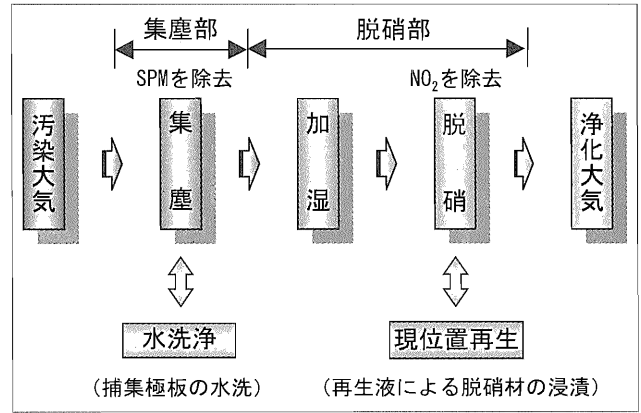 集塵部 脱硝部
SPMを除去 NO₂を除去
汚染大気 集塵 加湿 脱硝 浄化大気
水洗浄 現位置再生
(捕集極板の水洗) (再生液による脱硝材の浸漬)